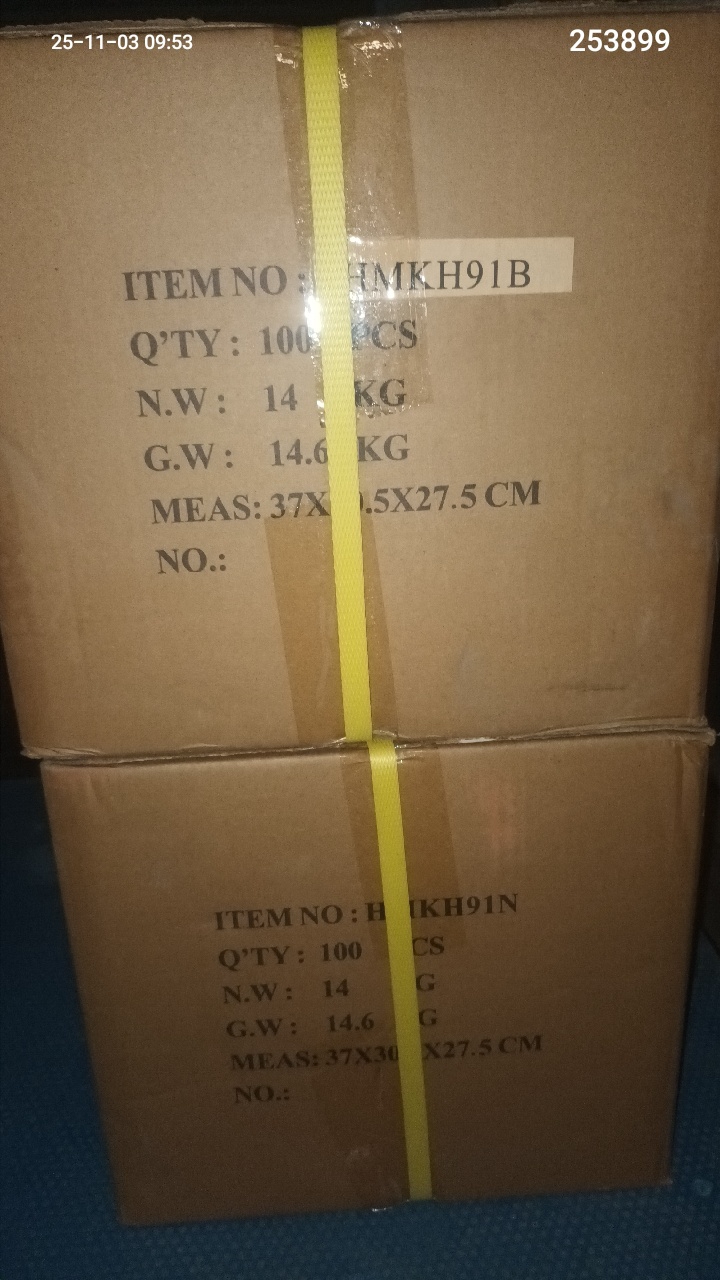 25-11-03 09:53
253899
ITEM NO : HMKH91B
Q'TY : 100 PCS
N.W : 14 KG
G.W : 14.6 KG
MEAS: 37X .5X27.5 CM
NO.:
ITEM NO : H KH91N
Q'TY : 100 CS
N.W : 14 G
G.W : 14.6 G
MEAS: 37X30 X27.5 CM
NO.: